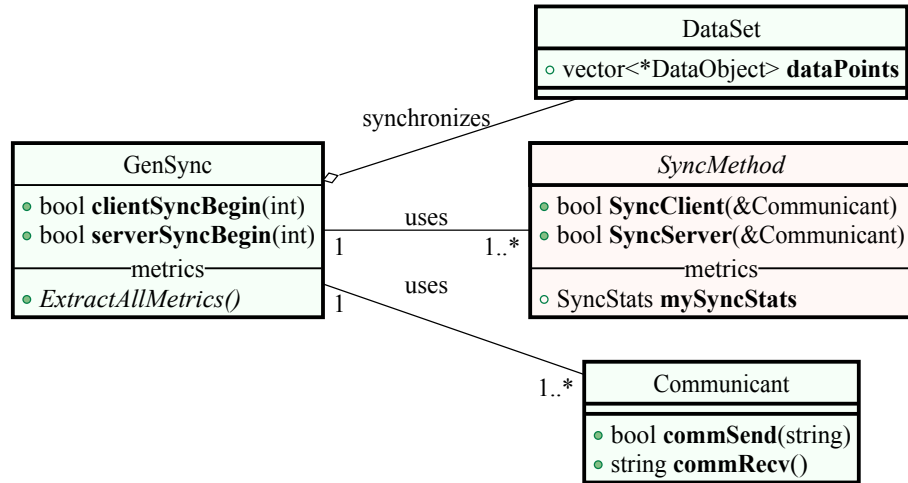 DataSet
vector<*DataObject> dataPoints
synchronizes
GenSync
bool clientSyncBegin(int)
bool serverSyncBegin(int)
metrics
ExtractAllMetrics()
uses
1
1..*
SyncMethod
bool SyncClient(&Communicant)
bool SyncServer(&Communicant)
metrics
SyncStats mySyncStats
uses
1
1..*
Communicant
bool commSend(string)
string commRecv()